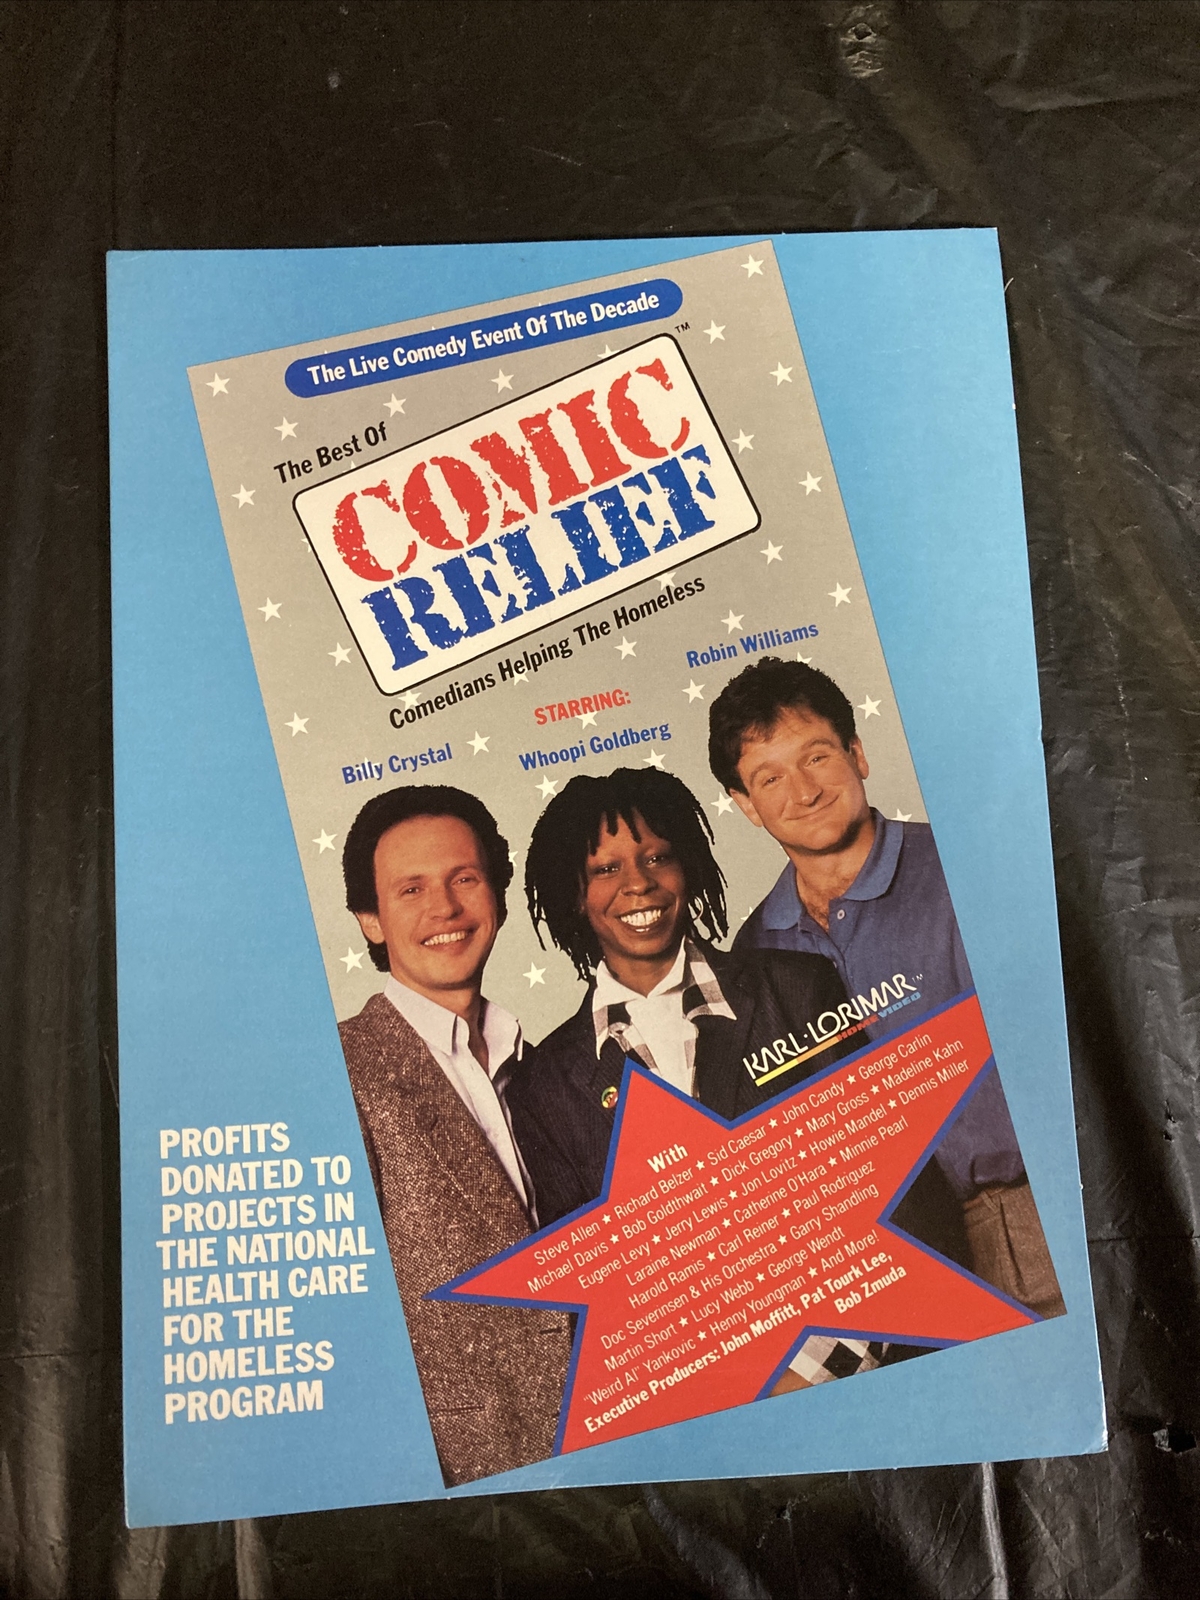 The Live Comedy Event Of The Decade
The Best Of
COMIC ™
RELIEF
Comedians Helping The Homeless
STARRING:
Billy Crystal
Whoopi Goldberg
Robin Williams
KARL·LORIMAR™
HOME VIDEO
With
Steve Allen ★ Richard Belzer ★ Sid Caesar ★ John Candy ★ George Carlin
Michael Davis ★ Bob Goldthwait ★ Dick Gregory ★ Mary Gross ★ Madeline Kahn
Eugene Levy ★ Jerry Lewis ★ Jon Lovitz ★ Howie Mandel ★ Dennis Miller
Laraine Newman ★ Catherine O'Hara ★ Minnie Pearl
Harold Ramis ★ Carl Reiner ★ Paul Rodriguez
Doc Severinsen & His Orchestra ★ Garry Shandling
Martin Short ★ Lucy Webb ★ George Wendt
"Weird Al" Yankovic ★ Henny Youngman ★ And More!
Executive Producers: John Moffitt, Pat Tourk Lee,
Bob Zmuda
PROFITS
DONATED TO
PROJECTS IN
THE NATIONAL
HEALTH CARE
FOR THE
HOMELESS
PROGRAM